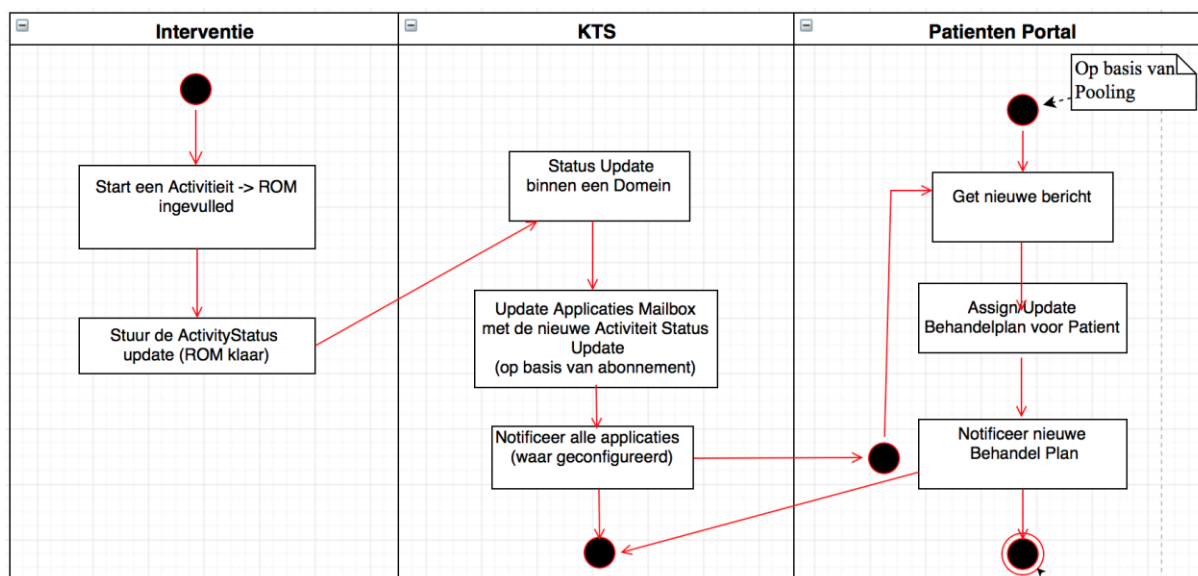 Interventie
KTS
Patienten Portal
Op basis van
Pooling
Start een Activitieit -> ROM
ingevulled
Stuur de ActivityStatus
update (ROM klaar)
Status Update
binnen een Domein
Update Applicaties Mailbox
met de nieuwe Activiteit Status
Update
(op basis van abonnement)
Notificeer alle applicaties
(waar geconfigureerd)
Get nieuwe bericht
Assign/Update
Behandelplan voor Patient
Notificeer nieuwe
Behandel Plan